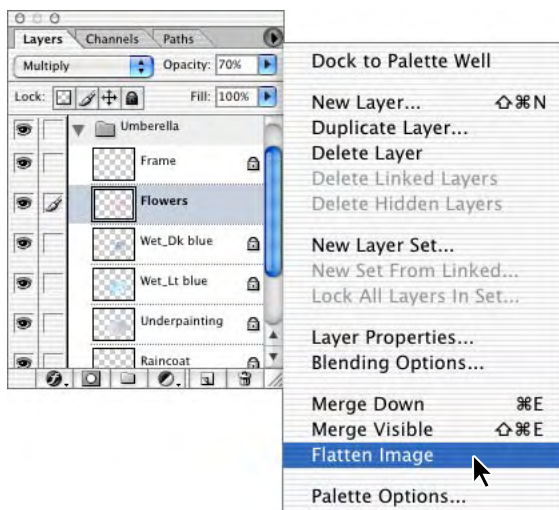 Layers Channels Paths
Multiply Opacity: 70%
Lock: Fill: 100%
Umberella
Frame
Flowers
Wet_Dk blue
Wet_Lt blue
Underpainting
Raincoat
Dock to Palette Well
New Layer... ⇧⌘N
Duplicate Layer...
Delete Layer
Delete Linked Layers
Delete Hidden Layers
New Layer Set...
New Set From Linked...
Lock All Layers In Set...
Layer Properties...
Blending Options...
Merge Down ⌘E
Merge Visible ⇧⌘E
Flatten Image
Palette Options...